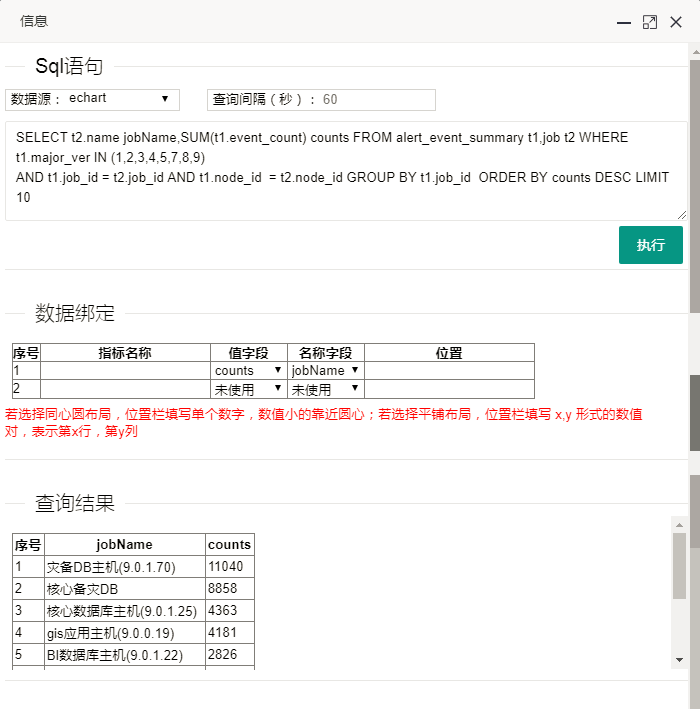 信息
Sql语句
数据源： echart 查询间隔（秒）： 60
SELECT t2.name jobName,SUM(t1.event_count) counts FROM alert_event_summary t1,job t2 WHERE
t1.major_ver IN (1,2,3,4,5,7,8,9)
AND t1.job_id = t2.job_id AND t1.node_id  = t2.node_id GROUP BY t1.job_id  ORDER BY counts DESC LIMIT
10
执行
数据绑定
序号 指标名称 值字段 名称字段 位置
1 counts jobName
2 未使用 未使用
若选择同心圆布局，位置栏填写单个数字，数值小的靠近圆心；若选择平铺布局，位置栏填写 x,y 形式的数值
对，表示第x行，第y列
查询结果
序号 jobName counts
1 灾备DB主机(9.0.1.70) 11040
2 核心备灾DB 8858
3 核心数据库主机(9.0.1.25) 4363
4 gis应用主机(9.0.0.19) 4181
5 BI数据库主机(9.0.1.22) 2826